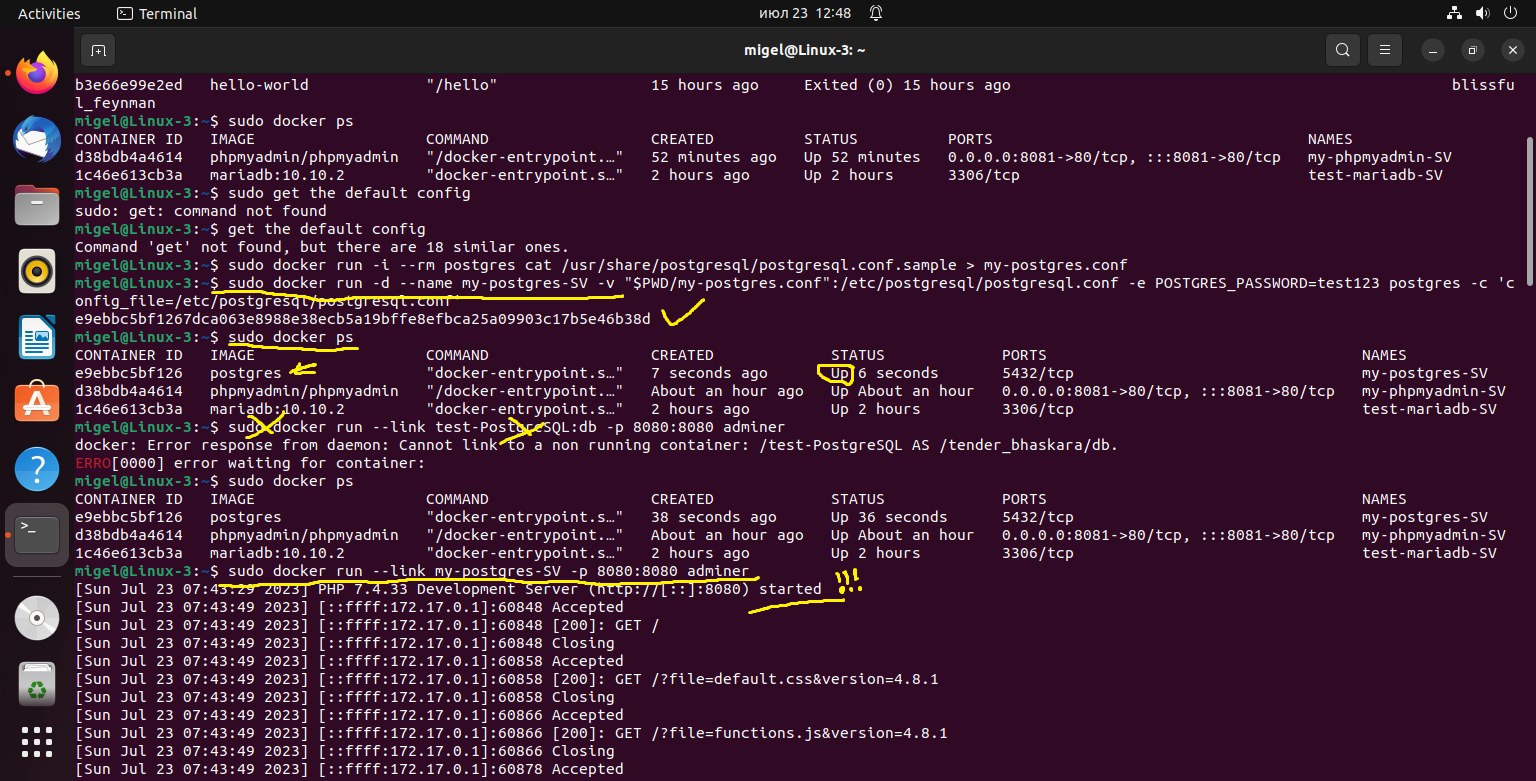 Activities Terminal июл 23 12:48
migel@Linux-3: ~
b3e66e99e2ed hello-world "/hello" 15 hours ago Exited (0) 15 hours ago blissfu
l_feynman
migel@Linux-3:~$ sudo docker ps
CONTAINER ID IMAGE COMMAND CREATED STATUS PORTS NAMES
d38bdb4a4614 phpmyadmin/phpmyadmin "/docker-entrypoint.…" 52 minutes ago Up 52 minutes 0.0.0.0:8081->80/tcp, :::8081->80/tcp my-phpmyadmin-SV
1c46e613cb3a mariadb:10.10.2 "docker-entrypoint.s…" 2 hours ago Up 2 hours 3306/tcp test-mariadb-SV
migel@Linux-3:~$ sudo get the default config
sudo: get: command not found
migel@Linux-3:~$ get the default config
Command 'get' not found, but there are 18 similar ones.
migel@Linux-3:~$ sudo docker run -i --rm postgres cat /usr/share/postgresql/postgresql.conf.sample > my-postgres.conf
migel@Linux-3:~$ sudo docker run -d --name my-postgres-SV -v "$PWD/my-postgres.conf":/etc/postgresql/postgresql.conf -e POSTGRES_PASSWORD=test123 postgres -c 'c
onfig_file=/etc/postgresql/postgresql.conf'
e9ebbc5bf1267dca063e8988e38ecb5a19bffe8efbca25a09903c17b5e46b38d
migel@Linux-3:~$ sudo docker ps
CONTAINER ID IMAGE COMMAND CREATED STATUS PORTS NAMES
e9ebbc5bf126 postgres "docker-entrypoint.s…" 7 seconds ago Up 6 seconds 5432/tcp my-postgres-SV
d38bdb4a4614 phpmyadmin/phpmyadmin "/docker-entrypoint.…" About an hour ago Up About an hour 0.0.0.0:8081->80/tcp, :::8081->80/tcp my-phpmyadmin-SV
1c46e613cb3a mariadb:10.10.2 "docker-entrypoint.s…" 2 hours ago Up 2 hours 3306/tcp test-mariadb-SV
migel@Linux-3:~$ sudo docker run --link test-PostgreSQL:db -p 8080:8080 adminer
docker: Error response from daemon: Cannot link to a non running container: /test-PostgreSQL AS /tender_bhaskara/db.
ERRO[0000] error waiting for container:
migel@Linux-3:~$ sudo docker ps
CONTAINER ID IMAGE COMMAND CREATED STATUS PORTS NAMES
e9ebbc5bf126 postgres "docker-entrypoint.s…" 38 seconds ago Up 36 seconds 5432/tcp my-postgres-SV
d38bdb4a4614 phpmyadmin/phpmyadmin "/docker-entrypoint.…" About an hour ago Up About an hour 0.0.0.0:8081->80/tcp, :::8081->80/tcp my-phpmyadmin-SV
1c46e613cb3a mariadb:10.10.2 "docker-entrypoint.s…" 2 hours ago Up 2 hours 3306/tcp test-mariadb-SV
migel@Linux-3:~$ sudo docker run --link my-postgres-SV -p 8080:8080 adminer
[Sun Jul 23 07:43:29 2023] PHP 7.4.33 Development Server (http://[::]:8080) started !!!
[Sun Jul 23 07:43:49 2023] [::ffff:172.17.0.1]:60848 Accepted
[Sun Jul 23 07:43:49 2023] [::ffff:172.17.0.1]:60848 [200]: GET /
[Sun Jul 23 07:43:49 2023] [::ffff:172.17.0.1]:60848 Closing
[Sun Jul 23 07:43:49 2023] [::ffff:172.17.0.1]:60858 Accepted
[Sun Jul 23 07:43:49 2023] [::ffff:172.17.0.1]:60858 [200]: GET /?file=default.css&version=4.8.1
[Sun Jul 23 07:43:49 2023] [::ffff:172.17.0.1]:60858 Closing
[Sun Jul 23 07:43:49 2023] [::ffff:172.17.0.1]:60866 Accepted
[Sun Jul 23 07:43:49 2023] [::ffff:172.17.0.1]:60866 [200]: GET /?file=functions.js&version=4.8.1
[Sun Jul 23 07:43:49 2023] [::ffff:172.17.0.1]:60866 Closing
[Sun Jul 23 07:43:49 2023] [::ffff:172.17.0.1]:60878 Accepted